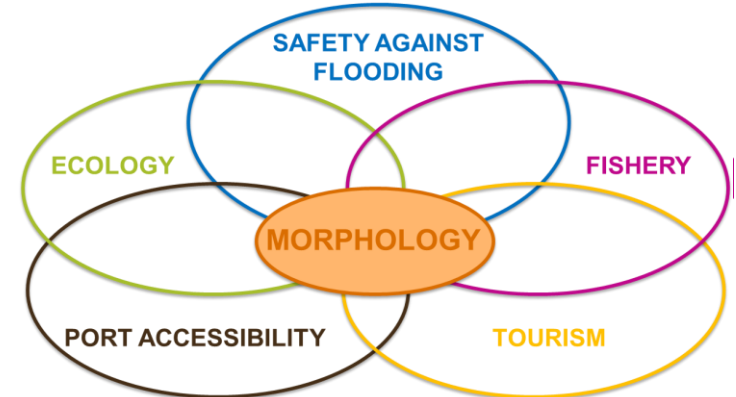 SAFETY AGAINST
FLOODING
ECOLOGY
FISHERY
MORPHOLOGY
PORT ACCESSIBILITY
TOURISM